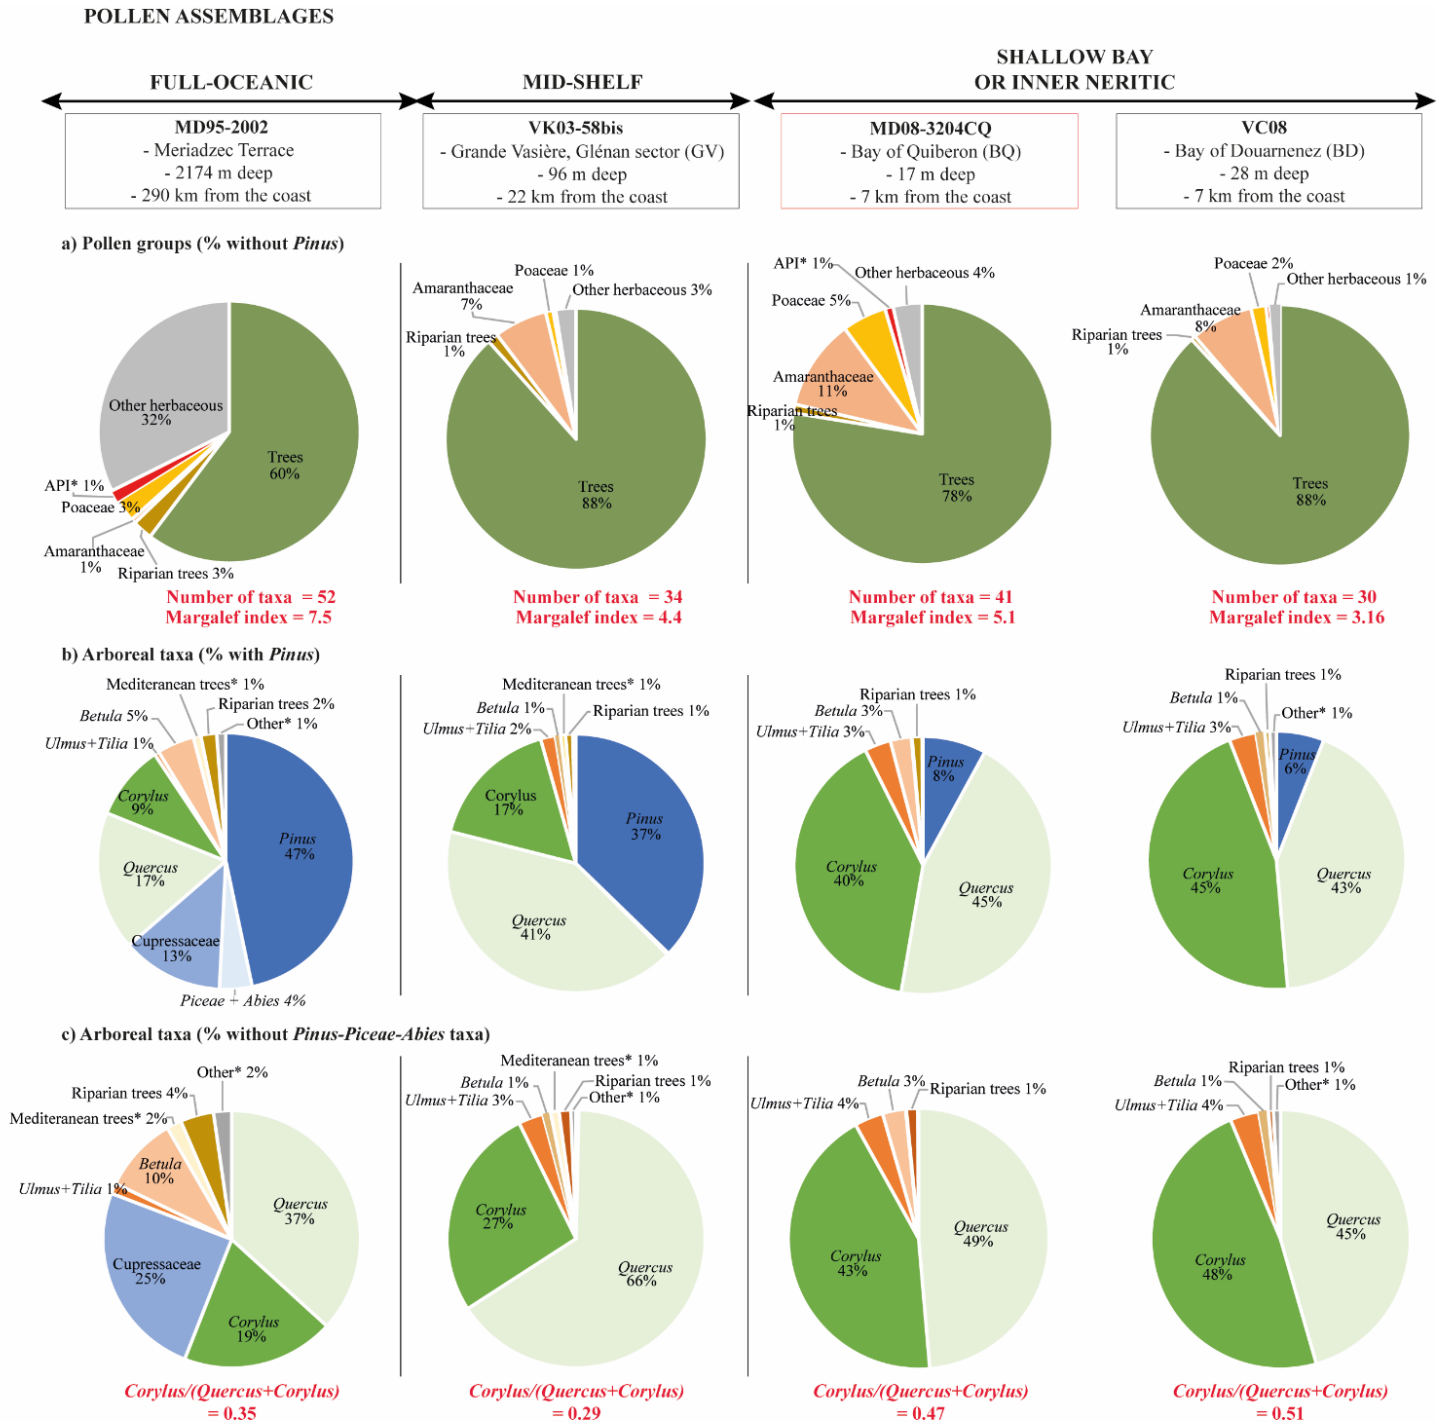 POLLEN ASSEMBLAGES
FULL-OCEANIC
MID-SHELF
SHALLOW BAY
OR INNER NERITIC
MD95-2002
- Meriadzec Terrace
- 2174 m deep
- 290 km from the coast
VK03-58bis
- Grande Vasière, Glénan sector (GV)
- 96 m deep
- 22 km from the coast
MD08-3204CQ
- Bay of Quiberon (BQ)
- 17 m deep
- 7 km from the coast
VC08
- Bay of Douarnenez (BD)
- 28 m deep
- 7 km from the coast
a) Pollen groups (% without Pinus)
Other herbaceous
32%
Trees
60%
API* 1%
Poaceae 3%
Amaranthaceae
1%
Riparian trees 3%
Number of taxa = 52
Margalef index = 7.5
Poaceae 1%
Amaranthaceae
7%
Other herbaceous 3%
Riparian trees
1%
Trees
88%
Number of taxa = 34
Margalef index = 4.4
API* 1%
Other herbaceous 4%
Poaceae 5%
Amaranthaceae
11%
Riparian trees
1%
Trees
78%
Number of taxa = 41
Margalef index = 5.1
Poaceae 2%
Other herbaceous 1%
Amaranthaceae
8%
Riparian trees
1%
Trees
88%
Number of taxa = 30
Margalef index = 3.16
b) Arboreal taxa (% with Pinus)
Mediteranean trees* 1%
Riparian trees 2%
Betula 5%
Other* 1%
Ulmus+Tilia 1%
Corylus
9%
Pinus
47%
Quercus
17%
Cupressaceae
13%
Piceae + Abies 4%
Mediteranean trees* 1%
Betula 1%
Riparian trees 1%
Ulmus+Tilia 2%
Corylus
17%
Pinus
37%
Quercus
41%
Riparian trees 1%
Betula 3%
Ulmus+Tilia 3%
Pinus
8%
Corylus
40%
Quercus
45%
Riparian trees 1%
Betula 1%
Other* 1%
Ulmus+Tilia 3%
Pinus
6%
Corylus
45%
Quercus
43%
c) Arboreal taxa (% without Pinus-Piceae-Abies taxa)
Other* 2%
Riparian trees 4%
Mediteranean trees* 2%
Betula
10%
Ulmus+Tilia 1%
Quercus
37%
Cupressaceae
25%
Corylus
19%
Corylus/(Quercus+Corylus)
= 0.35
Mediteranean trees* 1%
Betula 1%
Riparian trees 1%
Ulmus+Tilia 3%
Other* 1%
Corylus
27%
Quercus
66%
Corylus/(Quercus+Corylus)
= 0.29
Betula 3%
Riparian trees 1%
Ulmus+Tilia 4%
Quercus
49%
Corylus
43%
Corylus/(Quercus+Corylus)
= 0.47
Riparian trees 1%
Betula 1%
Other* 1%
Ulmus+Tilia 4%
Quercus
45%
Corylus
48%
Corylus/(Quercus+Corylus)
= 0.51